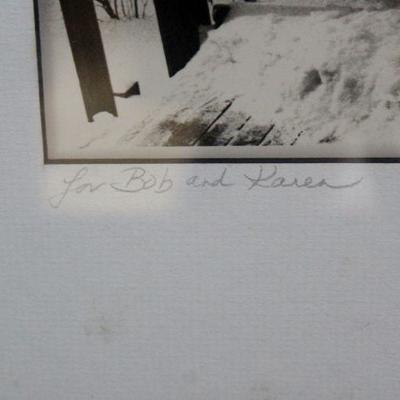 For Bob and Karen